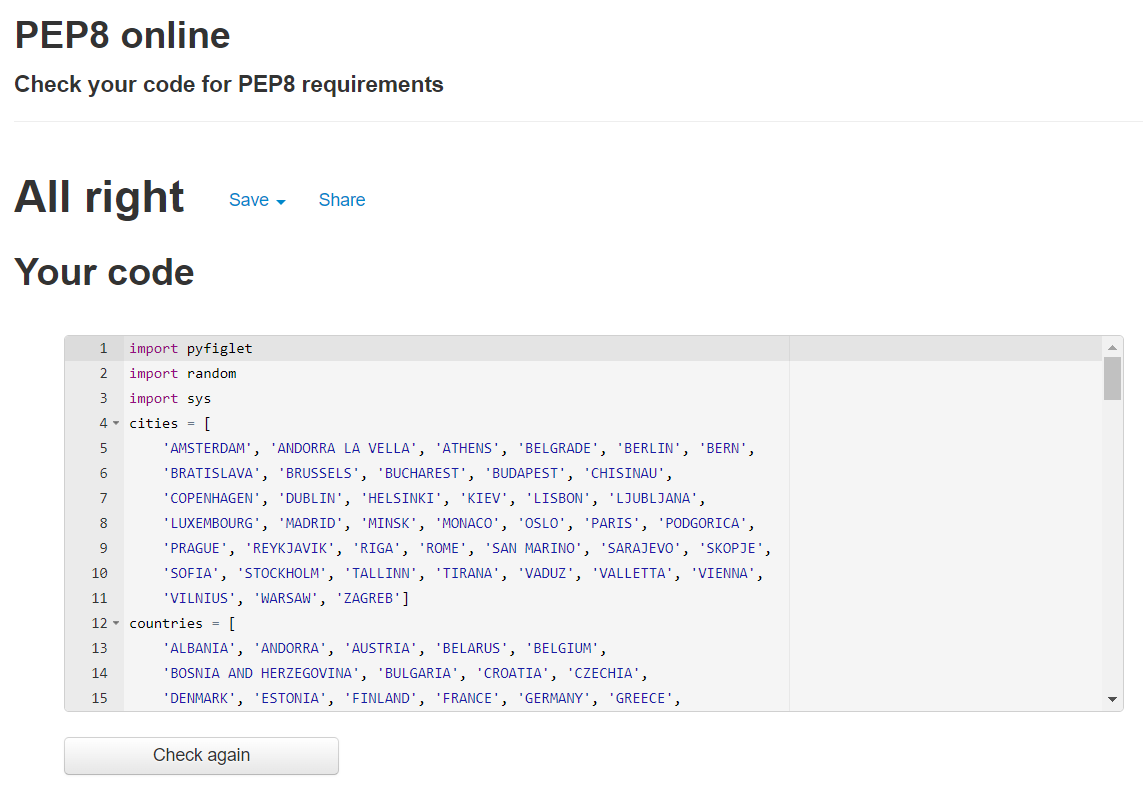 PEP8 online
Check your code for PEP8 requirements
All right Save Share
Your code
1 import pyfiglet
2 import random
3 import sys
4 cities = [
5 'AMSTERDAM', 'ANDORRA LA VELLA', 'ATHENS', 'BELGRADE', 'BERLIN', 'BERN',
6 'BRATISLAVA', 'BRUSSELS', 'BUCHAREST', 'BUDAPEST', 'CHISINAU',
7 'COPENHAGEN', 'DUBLIN', 'HELSINKI', 'KIEV', 'LISBON', 'LJUBLJANA',
8 'LUXEMBOURG', 'MADRID', 'MINSK', 'MONACO', 'OSLO', 'PARIS', 'PODGORICA',
9 'PRAGUE', 'REYKJAVIK', 'RIGA', 'ROME', 'SAN MARINO', 'SARAJEVO', 'SKOPJE',
10 'SOFIA', 'STOCKHOLM', 'TALLINN', 'TIRANA', 'VADUZ', 'VALLETTA', 'VIENNA',
11 'VILNIUS', 'WARSAW', 'ZAGREB']
12 countries = [
13 'ALBANIA', 'ANDORRA', 'AUSTRIA', 'BELARUS', 'BELGIUM',
14 'BOSNIA AND HERZEGOVINA', 'BULGARIA', 'CROATIA', 'CZECHIA',
15 'DENMARK', 'ESTONIA', 'FINLAND', 'FRANCE', 'GERMANY', 'GREECE',
Check again